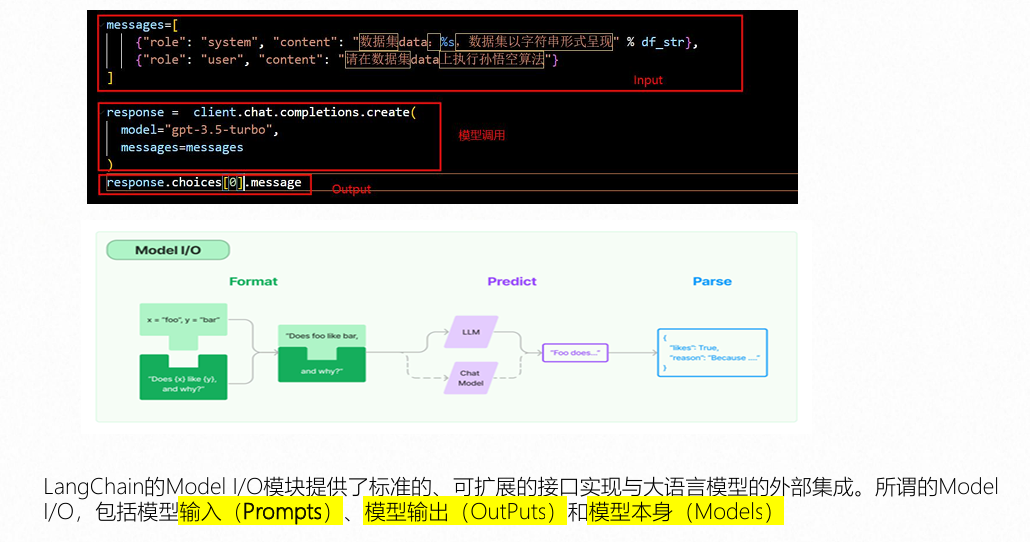 messages=[
{"role": "system", "content": "数据集data：%s，数据集以字符串形式呈现" % df_str},
{"role": "user", "content": "请在数据集data上执行孙悟空算法"}
]
Input
response = client.chat.completions.create(
model="gpt-3.5-turbo",
模型调用
messages=messages
)
response.choices[0].message
Output
Model I/O
Format
Predict
Parse
x = "foo", y = "bar"
"Does {x} like {y},
and why?"
"Does foo like bar,
and why?"
LLM
Chat
Model
"Foo does..."
{
"likes": True,
"reason": "Because ...."
}
LangChain的Model I/O模块提供了标准的、可扩展的接口实现与大语言模型的外部集成。所谓的Model
I/O，包括模型输入（Prompts）、模型输出（OutPuts）和模型本身（Models）